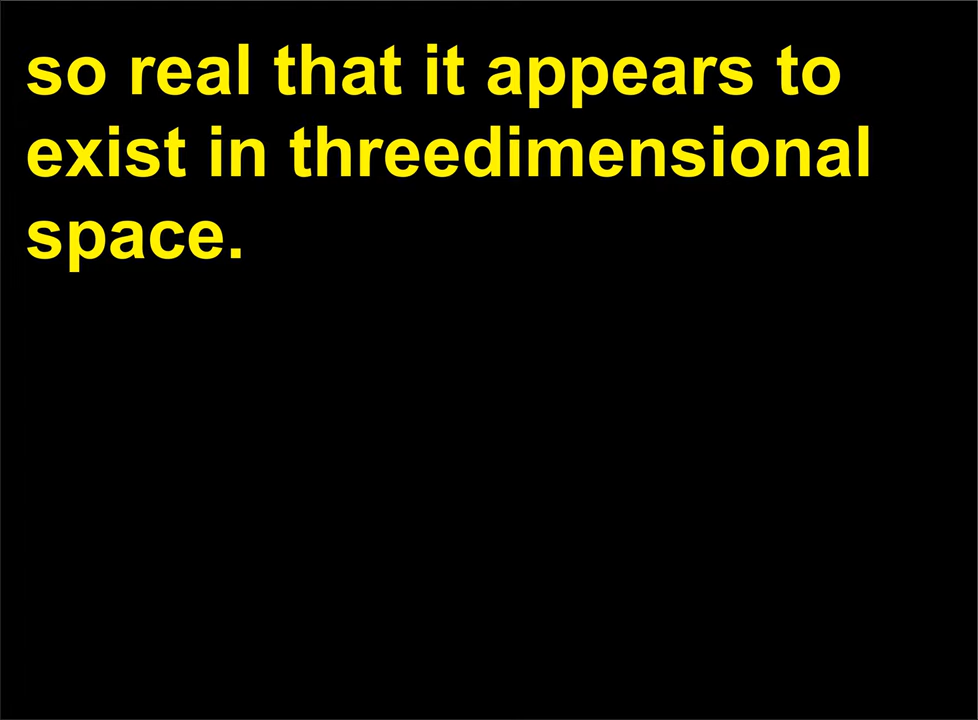 so real that it appears to
exist in threedimensional
space.